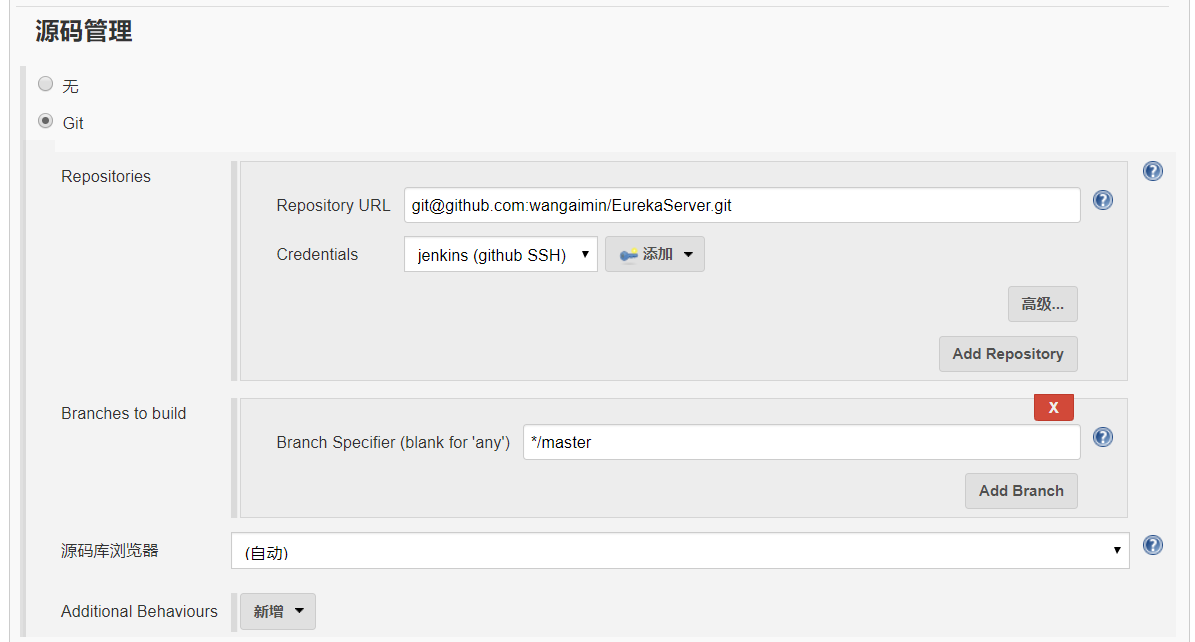 源码管理
无
Git
Repositories
Repository URL git@github.com:wangaimin/EurekaServer.git
Credentials jenkins (github SSH) 添加
高级...
Add Repository
Branches to build
X
Branch Specifier (blank for 'any') */master
Add Branch
源码库浏览器 (自动)
Additional Behaviours 新增